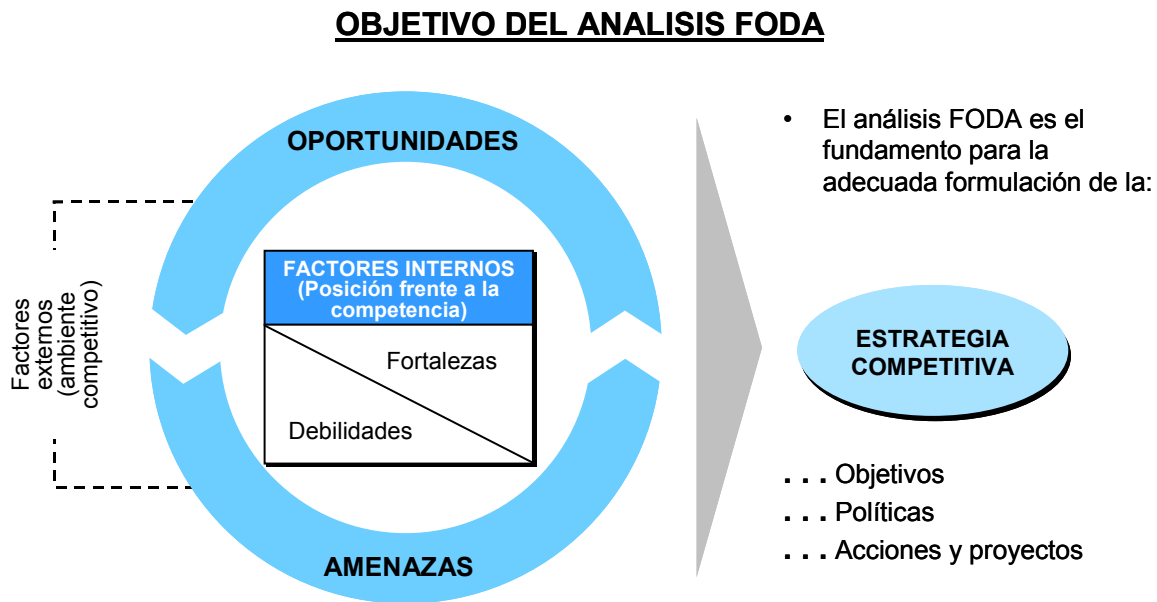 OBJETIVO DEL ANALISIS FODA
OPORTUNIDADES
Factores
externos
(ambiente
competitivo)
FACTORES INTERNOS
(Posición frente a la
competencia)
Fortalezas
Debilidades
AMENAZAS
• El análisis FODA es el
fundamento para la
adecuada formulación de la:
ESTRATEGIA
COMPETITIVA
. . . Objetivos
. . . Políticas
. . . Acciones y proyectos